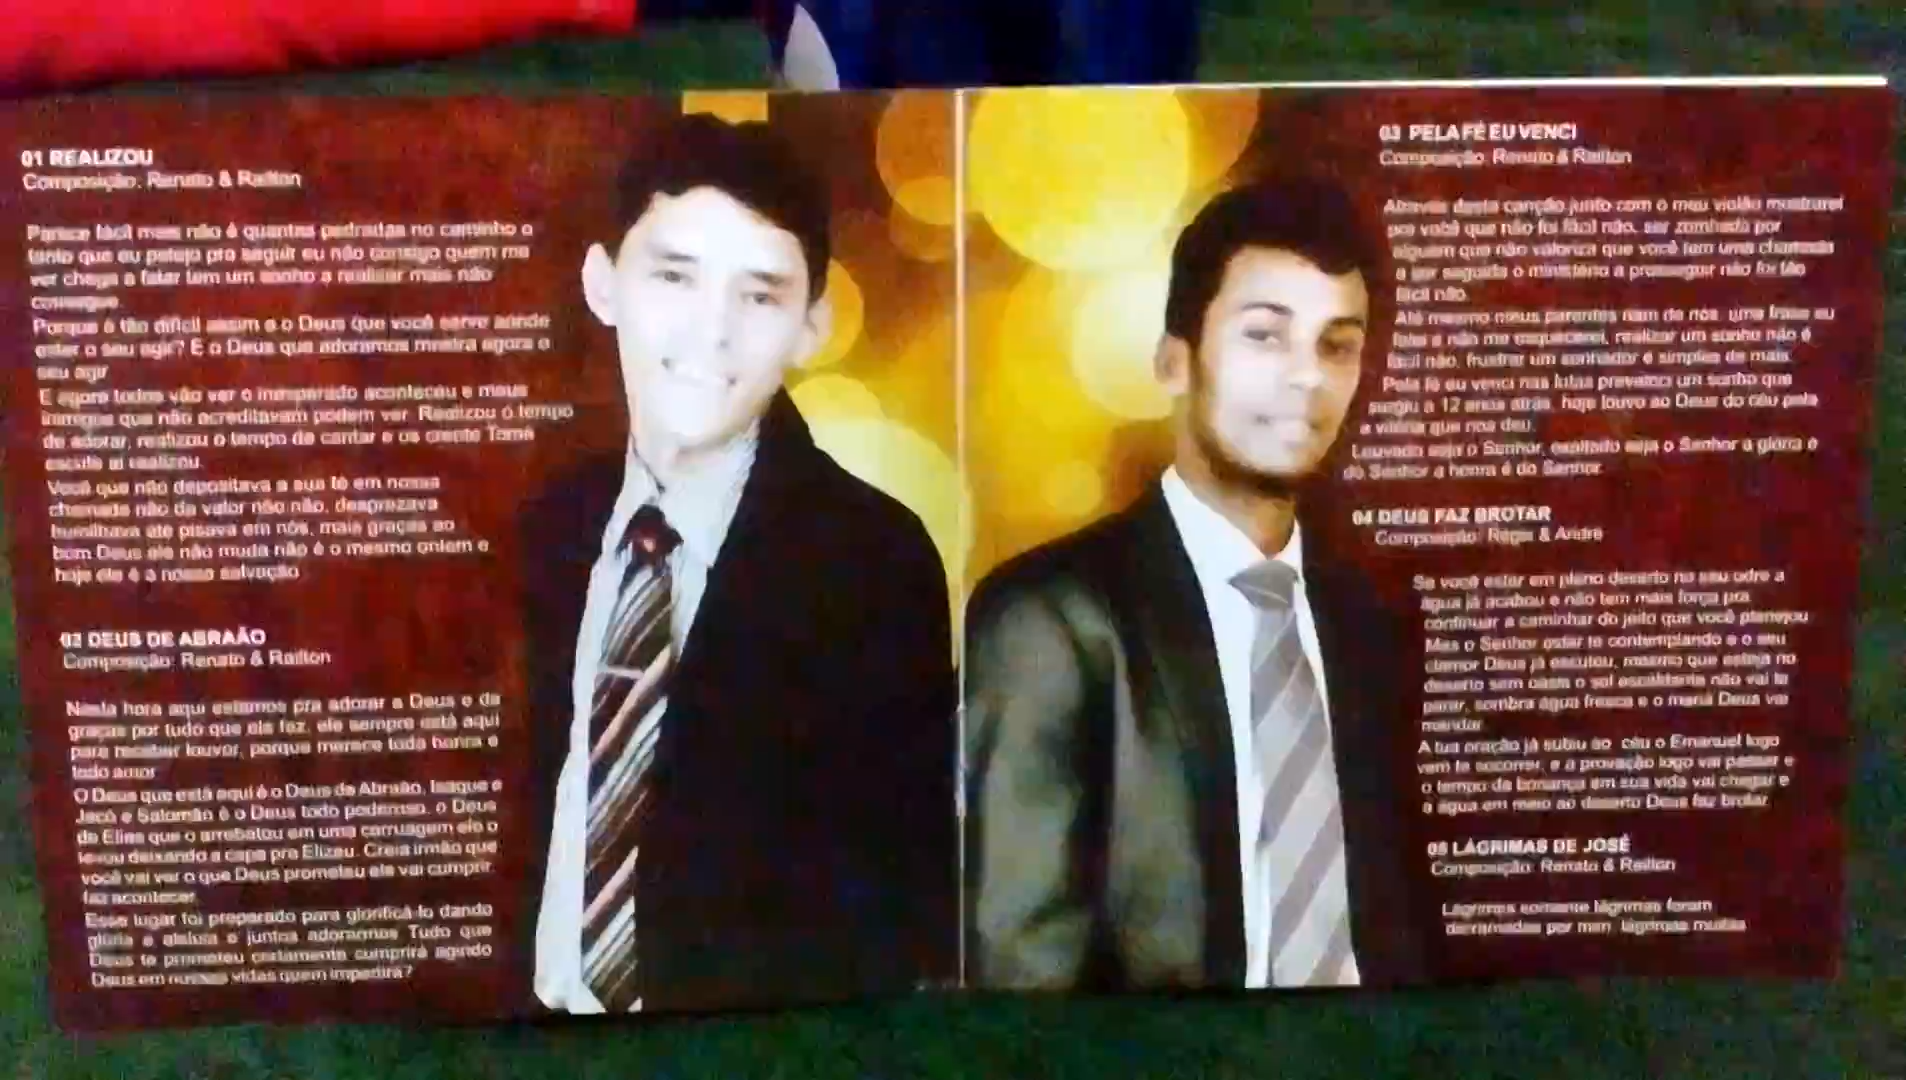 01 REALIZOU
Composição: Renato & Railton
Parece fácil mais não é quantas pedradas no caminho o
tanto que eu pelejo pra seguir eu não consigo quem me
ver chega a falar tem um sonho a realizar mais não
consegue.
Porque é tão difícil assim e o Deus que você serve aonde
estar o seu agir? E o Deus que adoramos mostra agora o
seu agir
E agora todos vão ver o inesperado aconteceu e meus
inimigos que não acreditavam podem ver. Realizou o tempo
de adorar, realizou o tempo de cantar e os crente Tomé
escute ai realizou.
Você que não depositava a sua fé em nossa
chamada não da valor não não, desprezava
humilhava ate pisava em nós, mais graças ao
bom Deus ele não muda não é o mesmo ontem e
hoje ele é a nossa salvação
02 DEUS DE ABRAÃO
Composição: Renato & Railton
Nesta hora aqui estamos pra adorar a Deus e da
graças por tudo que ele faz, ele sempre está aqui
para receber louvor, porque merece toda honra e
todo amor
O Deus que está aqui é o Deus de Abraão, Isaque e
Jacó e Salomão é o Deus todo poderoso, o Deus
de Elias que o arrebatou em uma carruagem ele o
levou deixando a capa pra Elizeu. Creia irmão que
você vai ver o que Deus prometeu ele vai cumprir,
faz acontecer.
Esse lugar foi preparado para glorificá-lo dando
glória e aleluia e juntos adorarmos Tudo que
Deus te prometeu certamente cumprirá agindo
Deus em nossas vidas quem impedirá?
03 PELA FÉ EU VENCI
Composição: Renato & Railton
Através desta canção junto com o meu violão mostrarei
pra você que não foi fácil não, ser zombado por
alguém que não valoriza que você tem uma chamada
a ser seguida o ministério a prosseguir não foi tão
fácil não.
Até mesmo meus parentes riam de nós, uma frase eu
falei e não me esquecerei, realizar um sonho não é
fácil não, frustrar um sonhador é simples de mais.
Pela fé eu venci nas lutas prevaleci um sonho que
surgiu a 12 anos atrás, hoje louvo ao Deus do céu pela
a vitória que nos deu.
Louvado seja o Senhor, exaltado seja o Senhor a glória é
do Senhor a honra é do Senhor.
04 DEUS FAZ BROTAR
Composição: Regis & André
Se você estar em pleno deserto no seu odre a
água já acabou e não tem mais força pra
continuar a caminhar do jeito que você planejou
Mas o Senhor estar te contemplando e o seu
clamor Deus já escutou, mesmo que esteja no
deserto sem oásis o sol escaldante não vai te
parar, sombra água fresca e o maná Deus vai
mandar
A tua oração já subiu ao céu o Emanuel logo
vem te socorrer, e a provação logo vai passar e
o tempo da bonança em sua vida vai chegar e
a água em meio ao deserto Deus faz brotar
05 LÁGRIMAS DE JOSÉ
Composição: Renato & Railton
Lágrimas somente lágrimas foram
derramadas por mim, lágrimas muitas